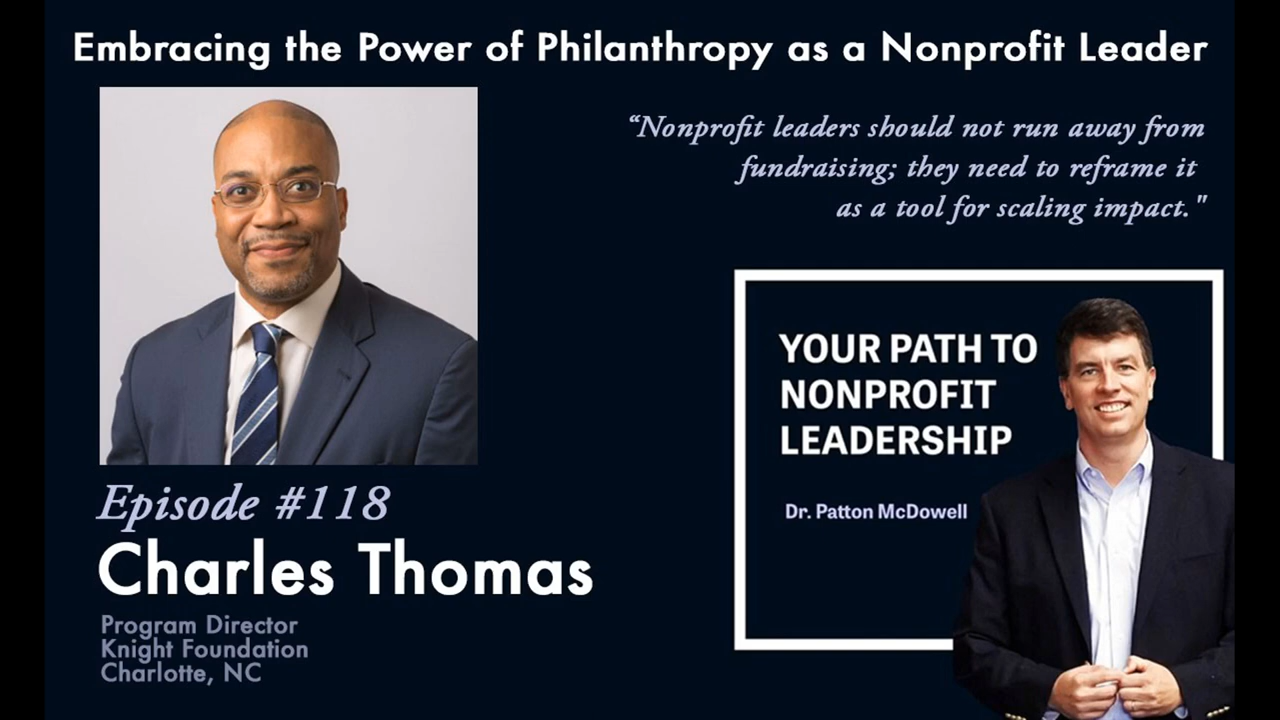 Embracing the Power of Philanthropy as a Nonprofit Leader
“Nonprofit leaders should not run away from
fundraising; they need to reframe it
as a tool for scaling impact."
YOUR PATH TO
NONPROFIT
LEADERSHIP
Dr. Patton McDowell
Episode #118
Charles Thomas
Program Director
Knight Foundation
Charlotte, NC